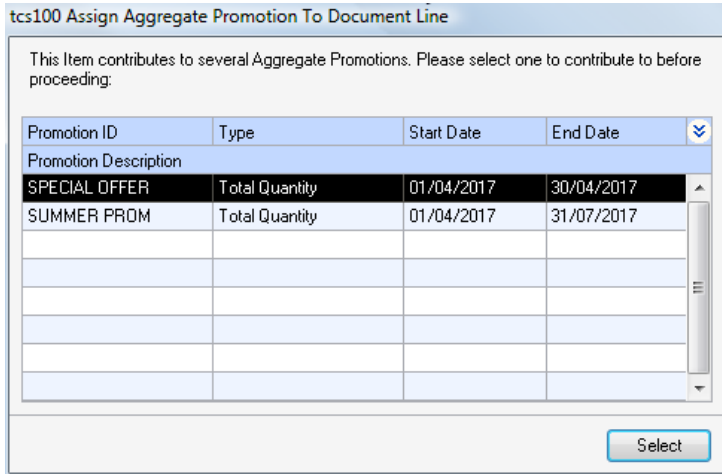 tcs100 Assign Aggregate Promotion To Document Line
This Item contributes to several Aggregate Promotions. Please select one to contribute to before
proceeding:
Promotion ID Type Start Date End Date
Promotion Description
SPECIAL OFFER Total Quantity 01/04/2017 30/04/2017
SUMMER PROM Total Quantity 01/04/2017 31/07/2017
Select